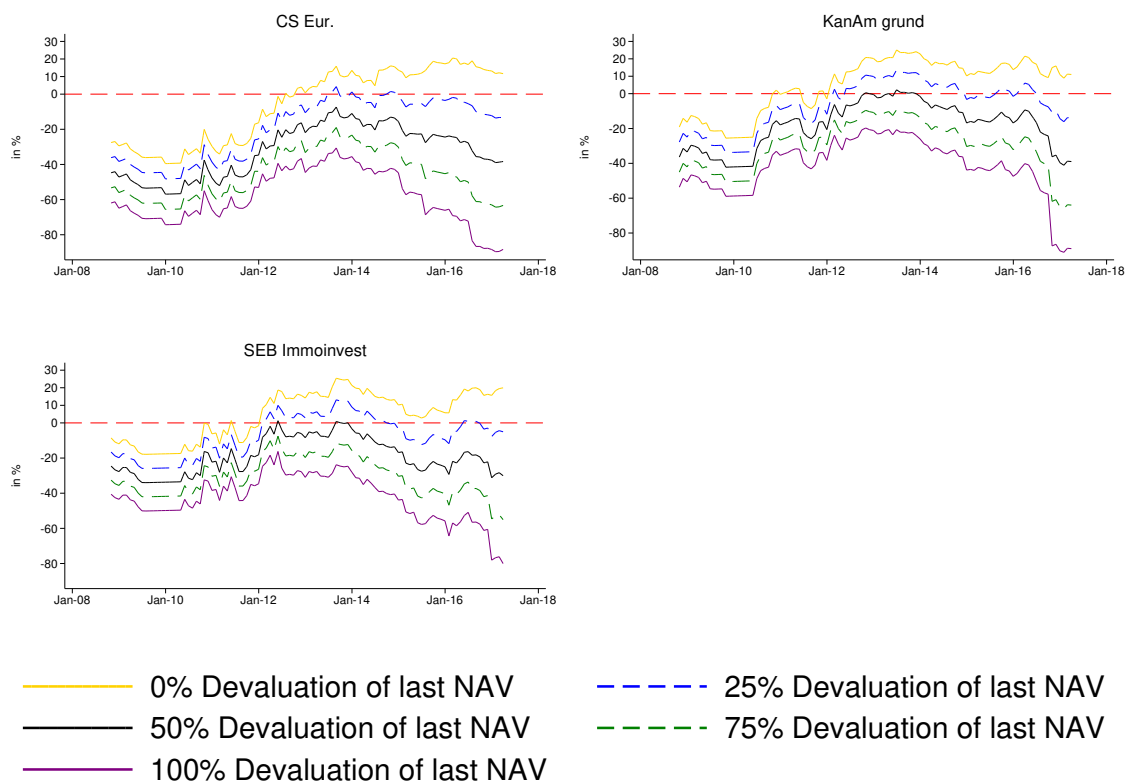 CS Eur.
30
20
10
0
-20
-40
-60
-80
in %
Jan-08 Jan-10 Jan-12 Jan-14 Jan-16 Jan-18
KanAm grund
30
20
10
0
-20
-40
-60
-80
in %
Jan-08 Jan-10 Jan-12 Jan-14 Jan-16 Jan-18
SEB Immoinvest
30
20
10
0
-20
-40
-60
-80
in %
Jan-08 Jan-10 Jan-12 Jan-14 Jan-16 Jan-18
0% Devaluation of last NAV
25% Devaluation of last NAV
50% Devaluation of last NAV
75% Devaluation of last NAV
100% Devaluation of last NAV